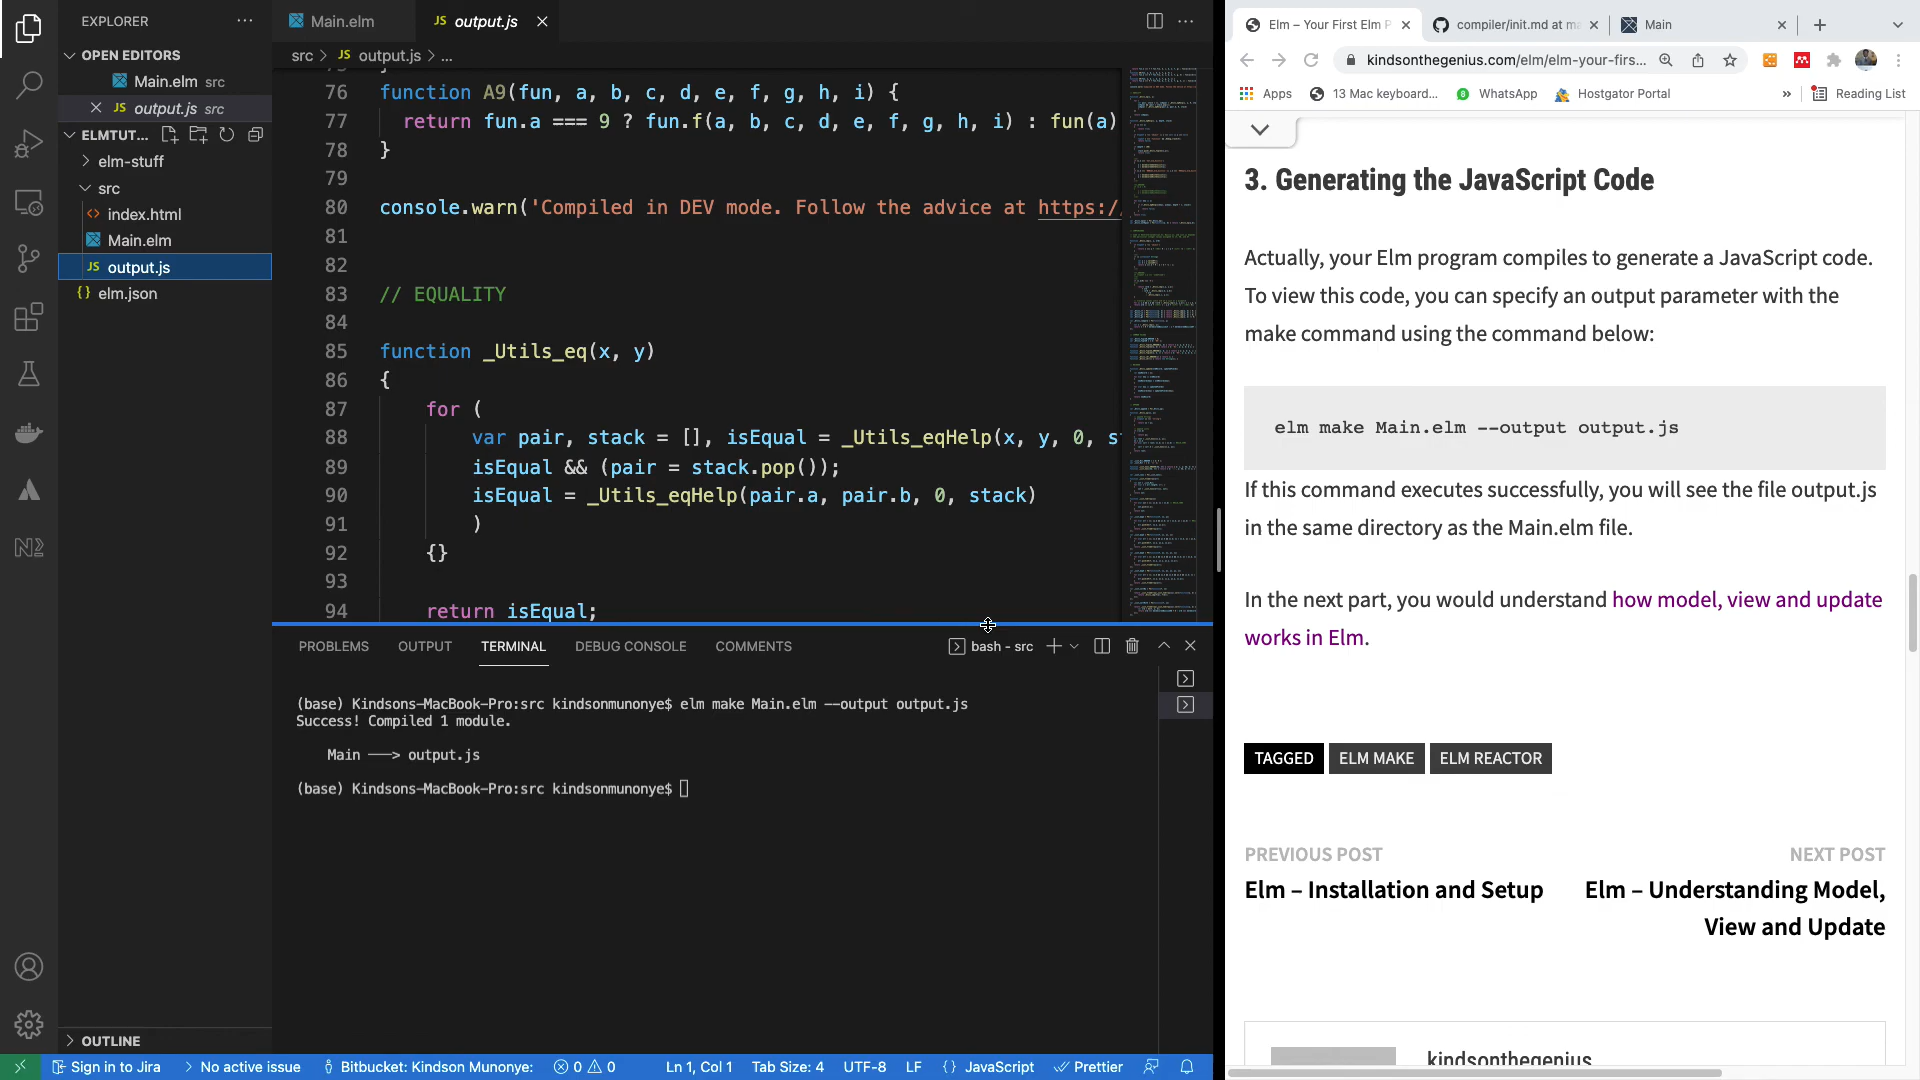 EXPLORER
OPEN EDITORS
Main.elm src
output.js src
ELMTUT...
elm-stuff
src
index.html
Main.elm
output.js
elm.json
OUTLINE
Main.elm
JS output.js
src > JS output.js > ...
76 function A9(fun, a, b, c, d, e, f, g, h, i) {
77 return fun.a === 9 ? fun.f(a, b, c, d, e, f, g, h, i) : fun(a)
78 }
79
80 console.warn('Compiled in DEV mode. Follow the advice at https:/
81
82
83 // EQUALITY
84
85 function _Utils_eq(x, y)
86 {
87 for (
88 var pair, stack = [], isEqual = _Utils_eqHelp(x, y, 0, s
89 isEqual && (pair = stack.pop());
90 isEqual = _Utils_eqHelp(pair.a, pair.b, 0, stack)
91 )
92 {}
93
94 return isEqual;
PROBLEMS OUTPUT TERMINAL DEBUG CONSOLE COMMENTS
bash - src
(base) Kindsons-MacBook-Pro:src kindsonmunonye$ elm make Main.elm --output output.js
Success! Compiled 1 module.
Main ───> output.js
(base) Kindsons-MacBook-Pro:src kindsonmunonye$
Sign in to Jira No active issue Bitbucket: Kindson Munonye: 0 0 Ln 1, Col 1 Tab Size: 4 UTF-8 LF {} JavaScript Prettier
Elm – Your First Elm P
compiler/init.md at ma
Main
kindsonthegenius.com/elm/elm-your-firs...
Apps 13 Mac keyboard... WhatsApp Hostgator Portal » Reading List
3. Generating the JavaScript Code
Actually, your Elm program compiles to generate a JavaScript code.
To view this code, you can specify an output parameter with the
make command using the command below:
elm make Main.elm --output output.js
If this command executes successfully, you will see the file output.js
in the same directory as the Main.elm file.
In the next part, you would understand how model, view and update
works in Elm.
TAGGED ELM MAKE ELM REACTOR
PREVIOUS POST
Elm – Installation and Setup
NEXT POST
Elm – Understanding Model,
View and Update
kindsonthegenius